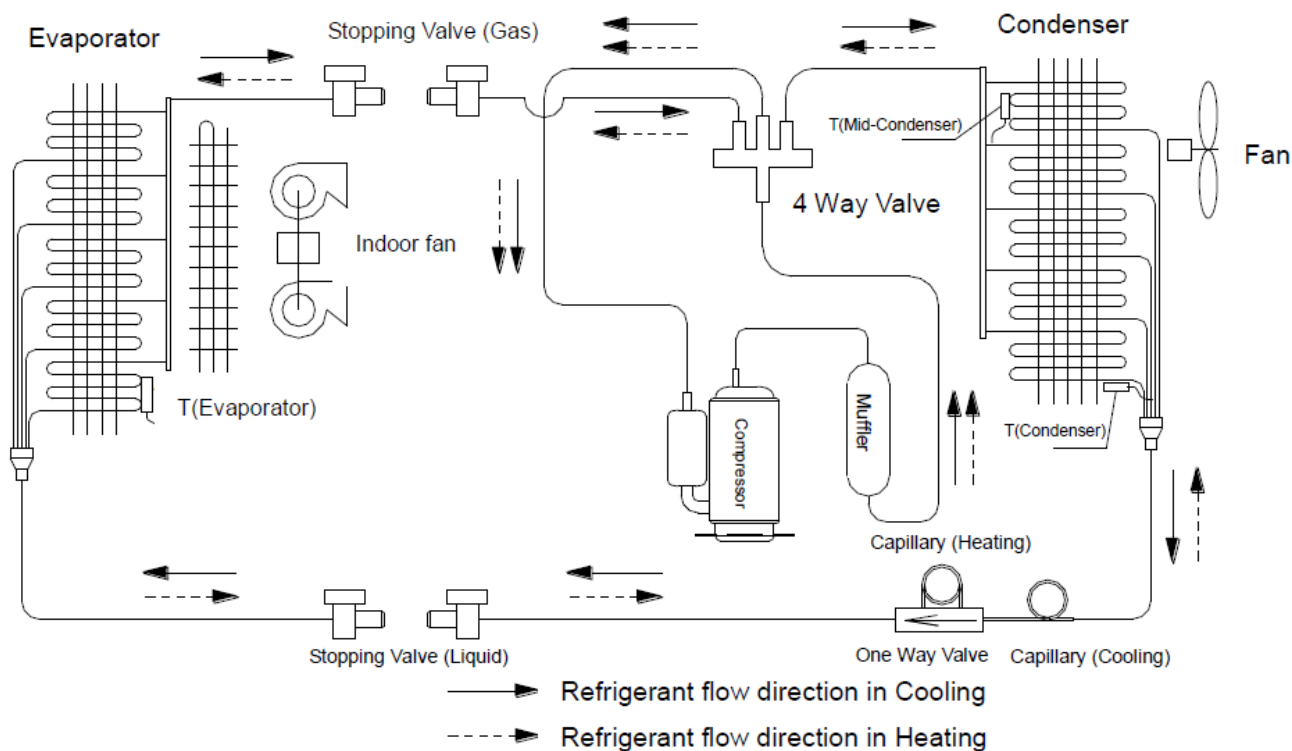 Evaporator
Stopping Valve (Gas)
Condenser
T(Mid-Condenser)
Fan
4 Way Valve
Indoor fan
T(Evaporator)
Compressor
Muffler
T(Condenser)
Capillary (Heating)
Stopping Valve (Liquid)
One Way Valve
Capillary (Cooling)
Refrigerant flow direction in Cooling
Refrigerant flow direction in Heating